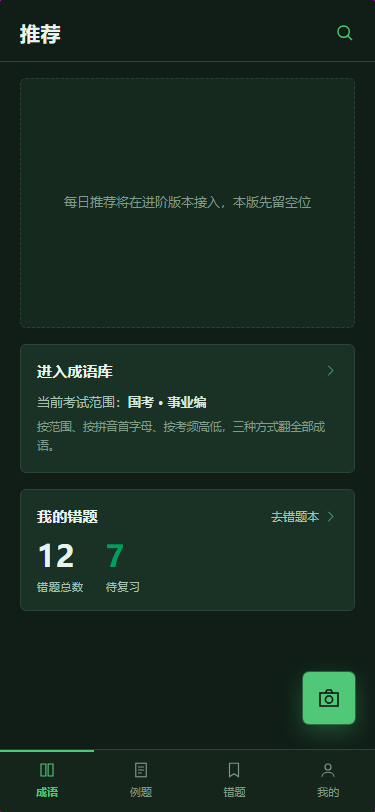 推荐
每日推荐将在进阶版本接入，本版先留空位
进入成语库
当前考试范围：国考 • 事业编
按范围、按拼音首字母、按考频高低，三种方式翻全部成
语。
我的错题
去错题本
12 7
错题总数 待复习
成语 例题 错题 我的